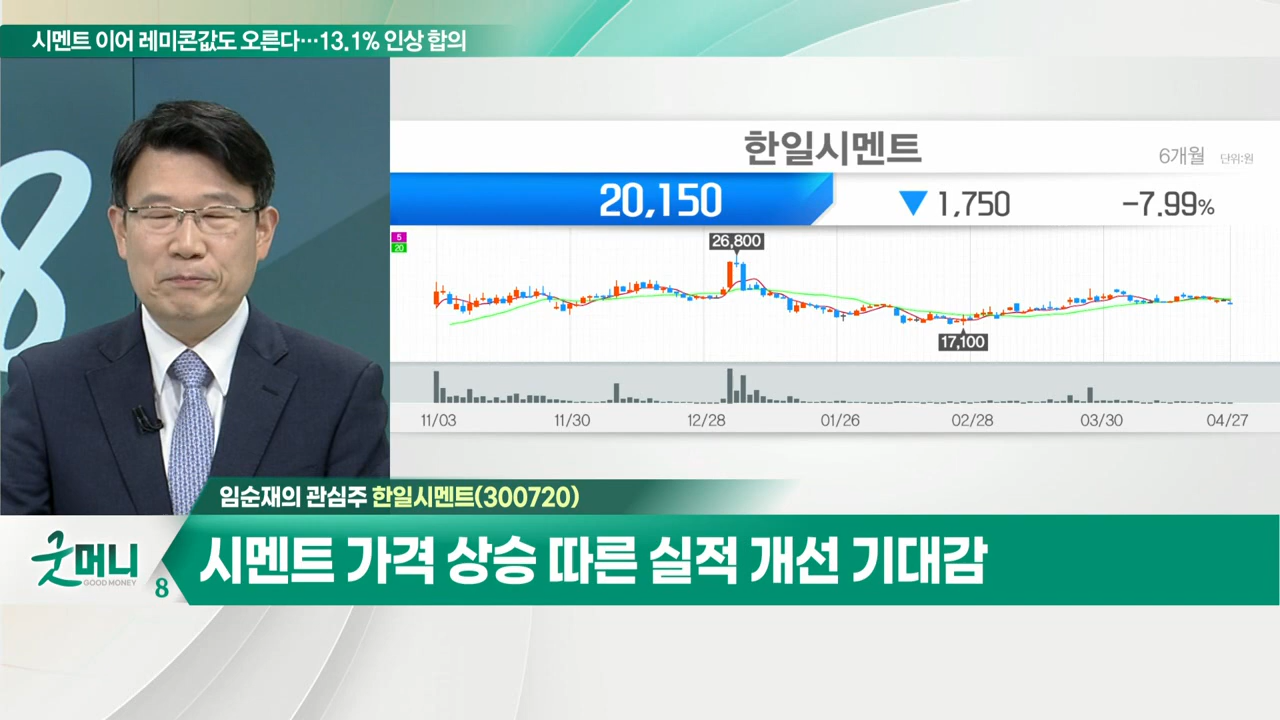 시멘트 이어 레미콘값도 오른다…13.1% 인상 합의
8
한일시멘트
6개월 단위:원
20,150 ▼ 1,750 -7.99%
5
20
26,800
17,100
11/03 11/30 12/28 01/26 02/28 03/30 04/27
임순재의 관심주 한일시멘트(300720)
굿머니
GOOD MONEY
8
시멘트 가격 상승 따른 실적 개선 기대감